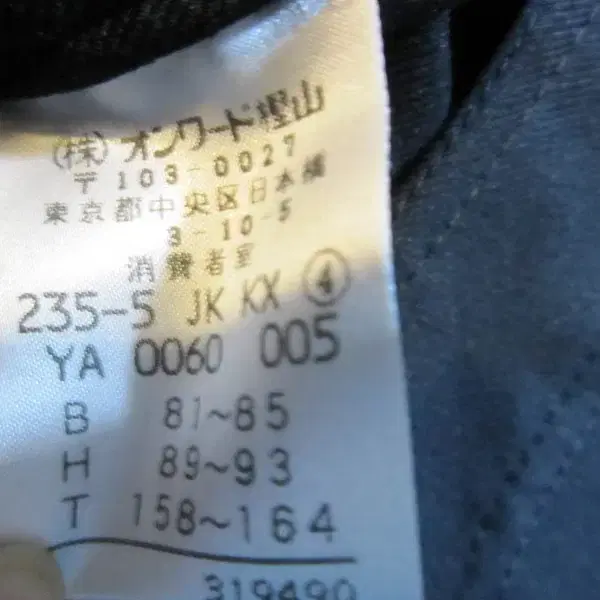 (株)オンワード樫山
〒103-0027
東京都中央区日本橋
3-10-5
消費者室
235-5 JK KX ④
YA 0060 005
B 81~85
H 89~93
T 158~164
319490